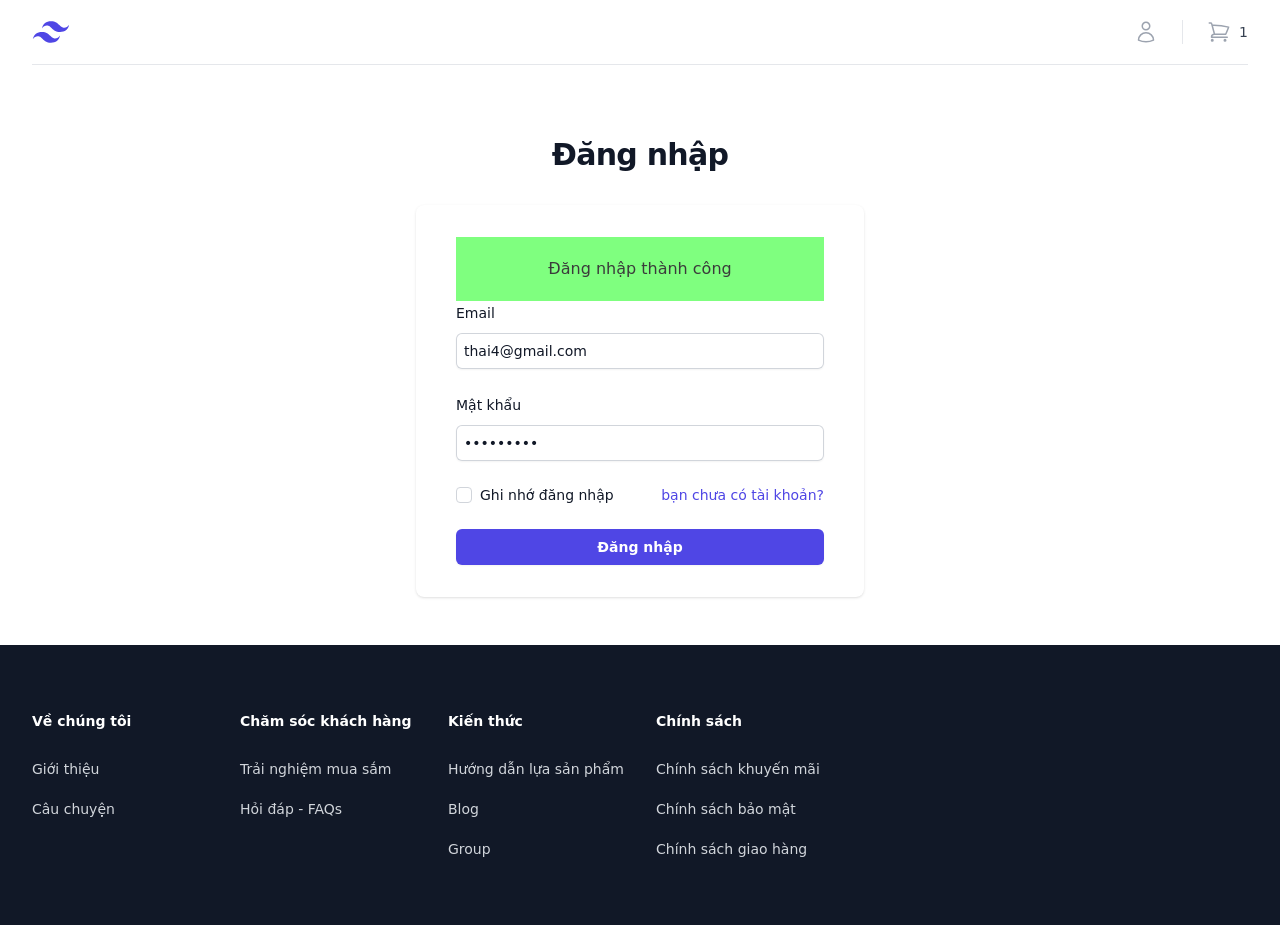 1
Đăng nhập
Đăng nhập thành công
Email
thai4@gmail.com
Mật khẩu
•••••••••
Ghi nhớ đăng nhập
bạn chưa có tài khoản?
Đăng nhập
Về chúng tôi
Giới thiệu
Câu chuyện
Chăm sóc khách hàng
Trải nghiệm mua sắm
Hỏi đáp - FAQs
Kiến thức
Hướng dẫn lựa sản phẩm
Blog
Group
Chính sách
Chính sách khuyến mãi
Chính sách bảo mật
Chính sách giao hàng